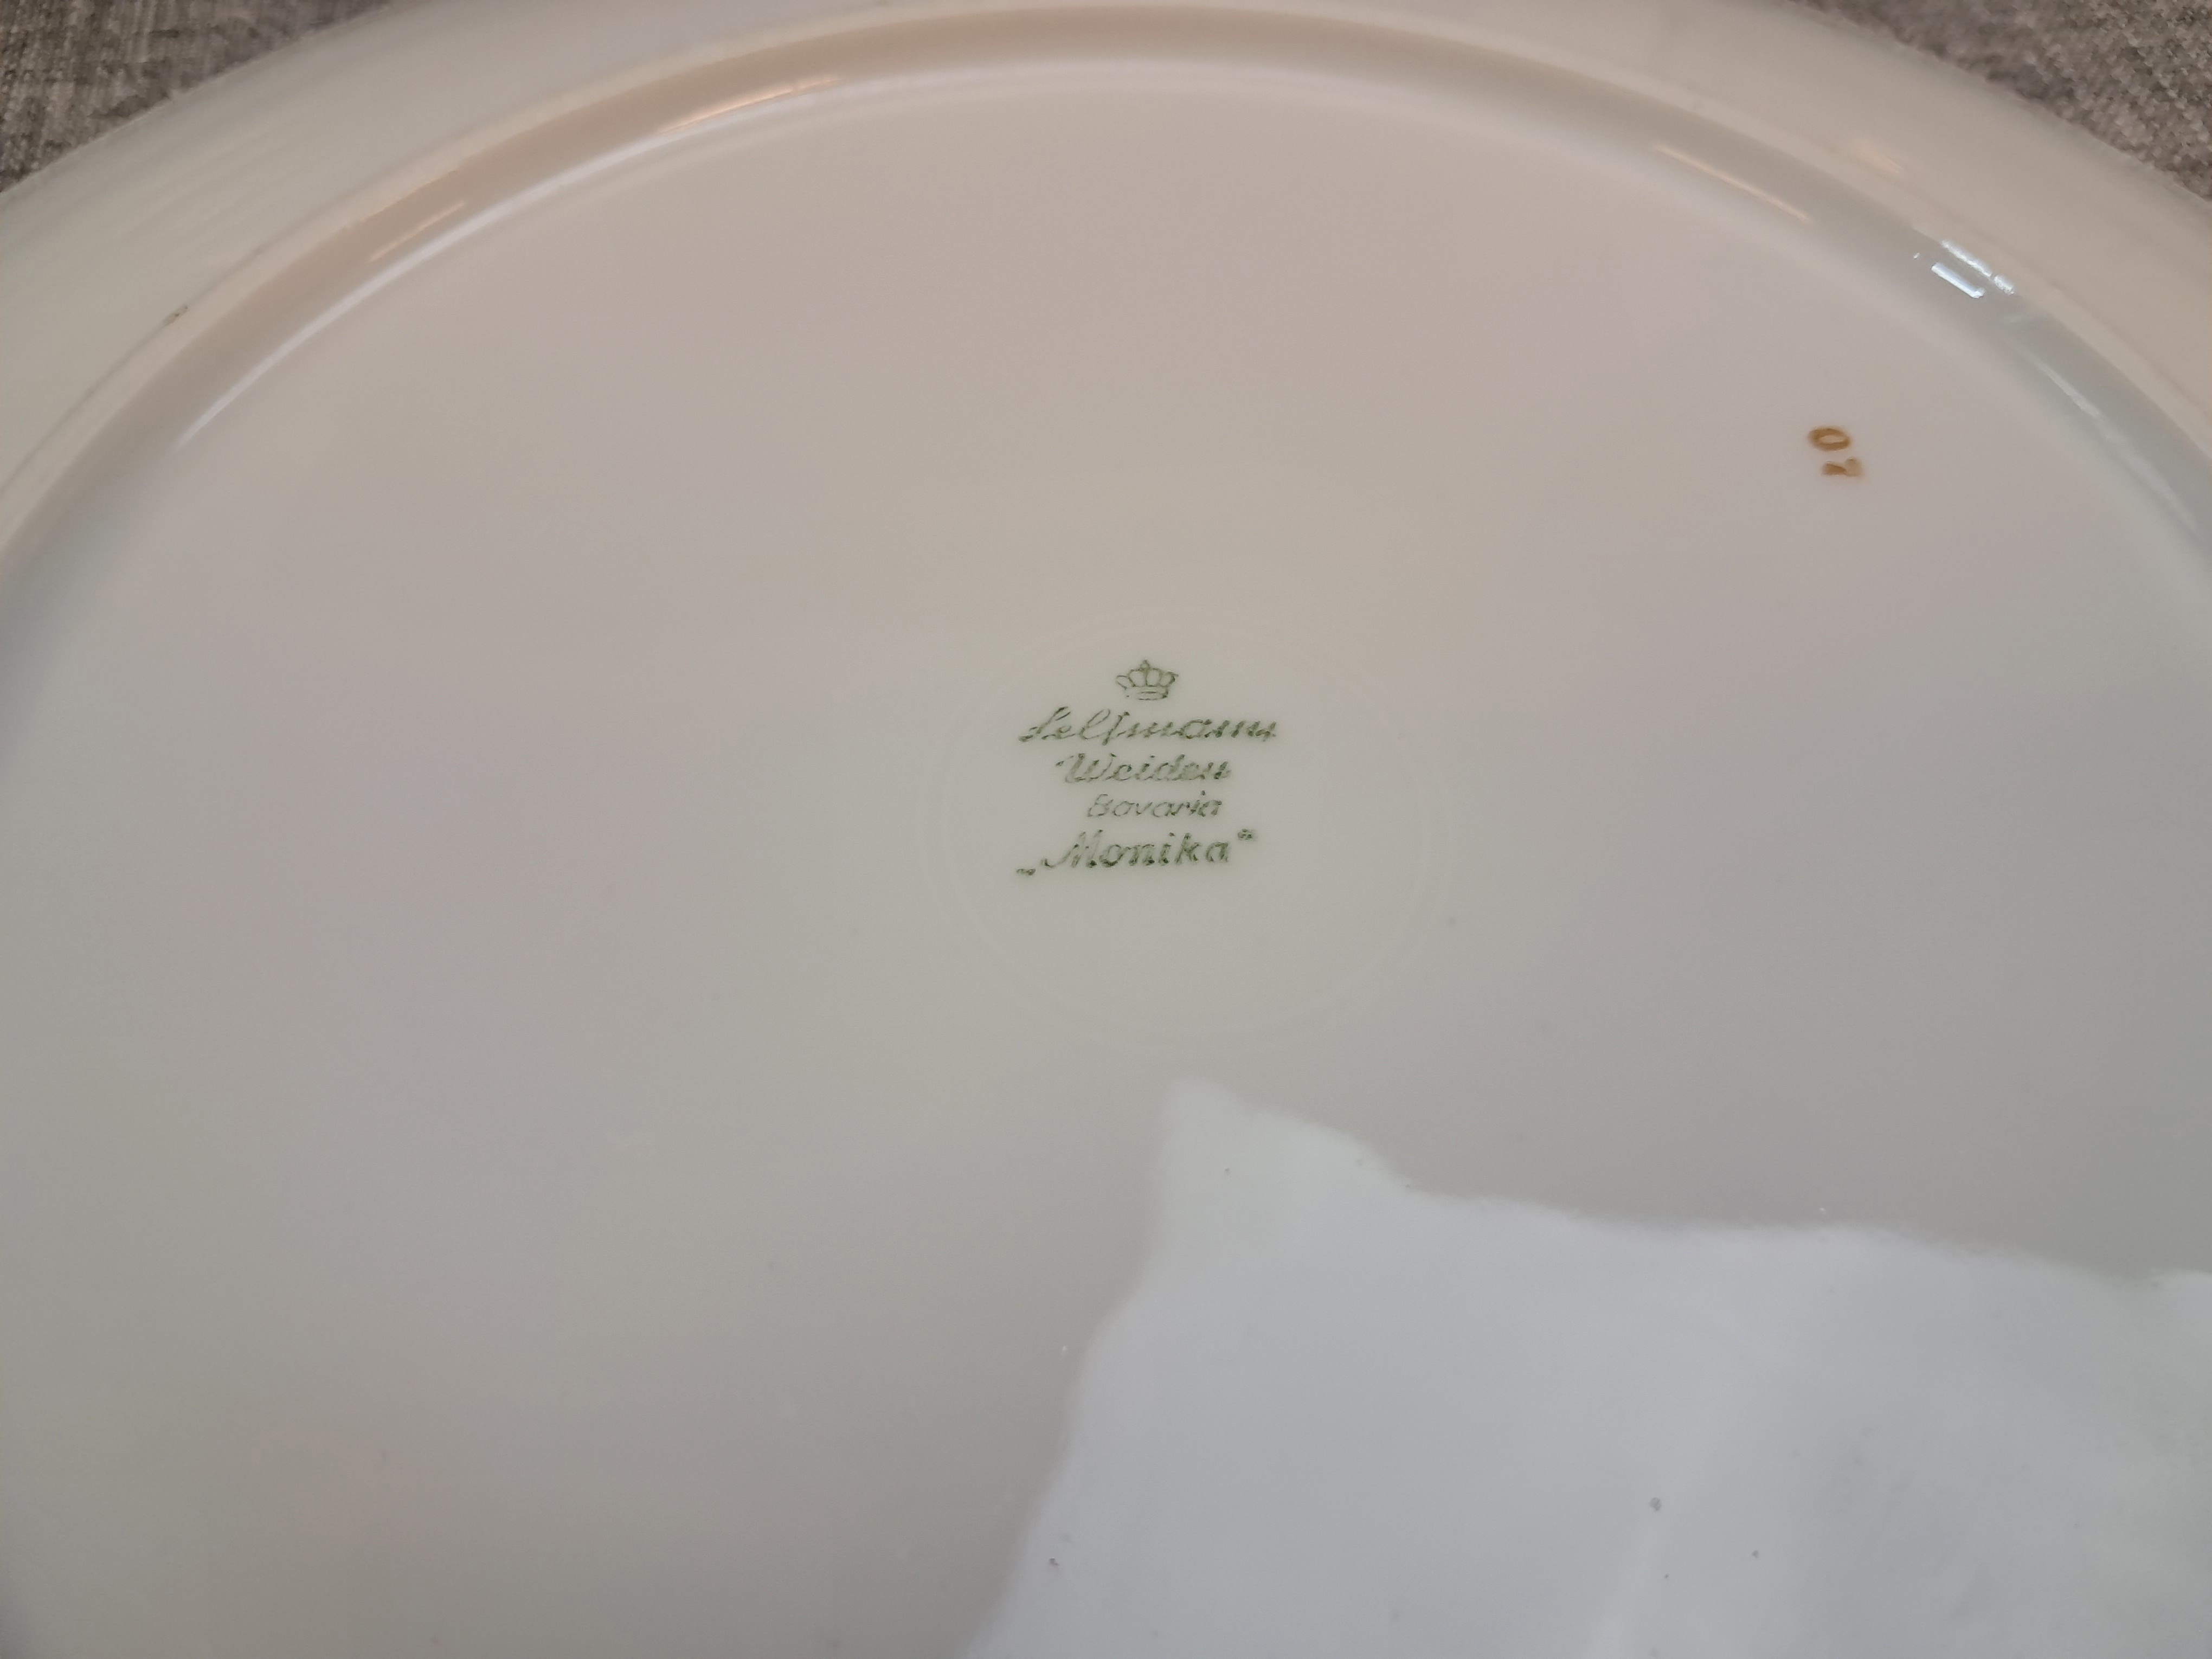 Seltmann
Weiden
Bavaria
„Monika“